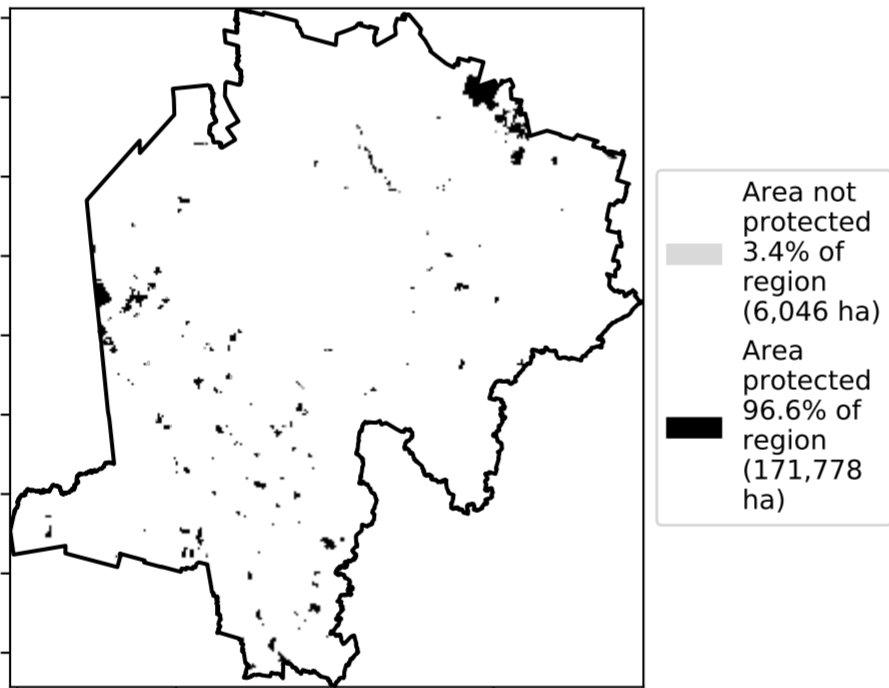 Area not
protected
3.4% of
region
(6,046 ha)
Area
protected
96.6% of
region
(171,778
ha)